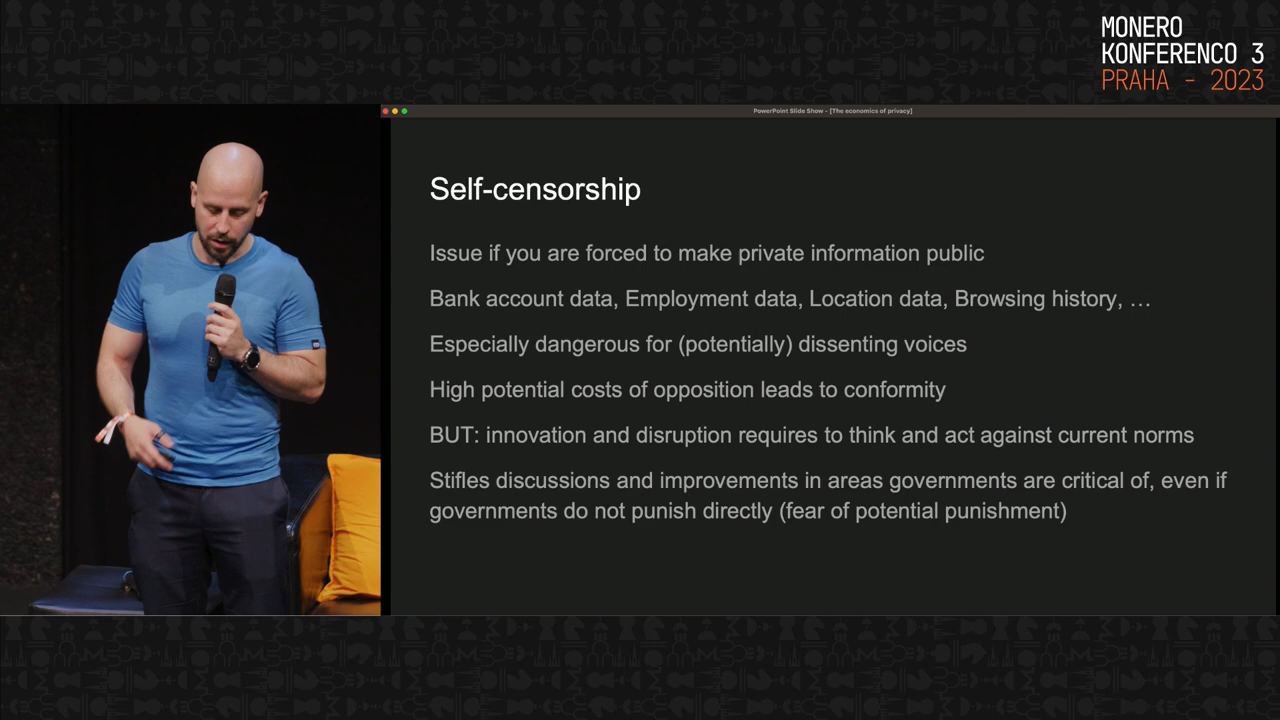 MONERO
KONFERENCO 3
PRAHA - 2023
PowerPoint Slide Show - [The economics of privacy]
Self-censorship
Issue if you are forced to make private information public
Bank account data, Employment data, Location data, Browsing history, …
Especially dangerous for (potentially) dissenting voices
High potential costs of opposition leads to conformity
BUT: innovation and disruption requires to think and act against current norms
Stifles discussions and improvements in areas governments are critical of, even if
governments do not punish directly (fear of potential punishment)